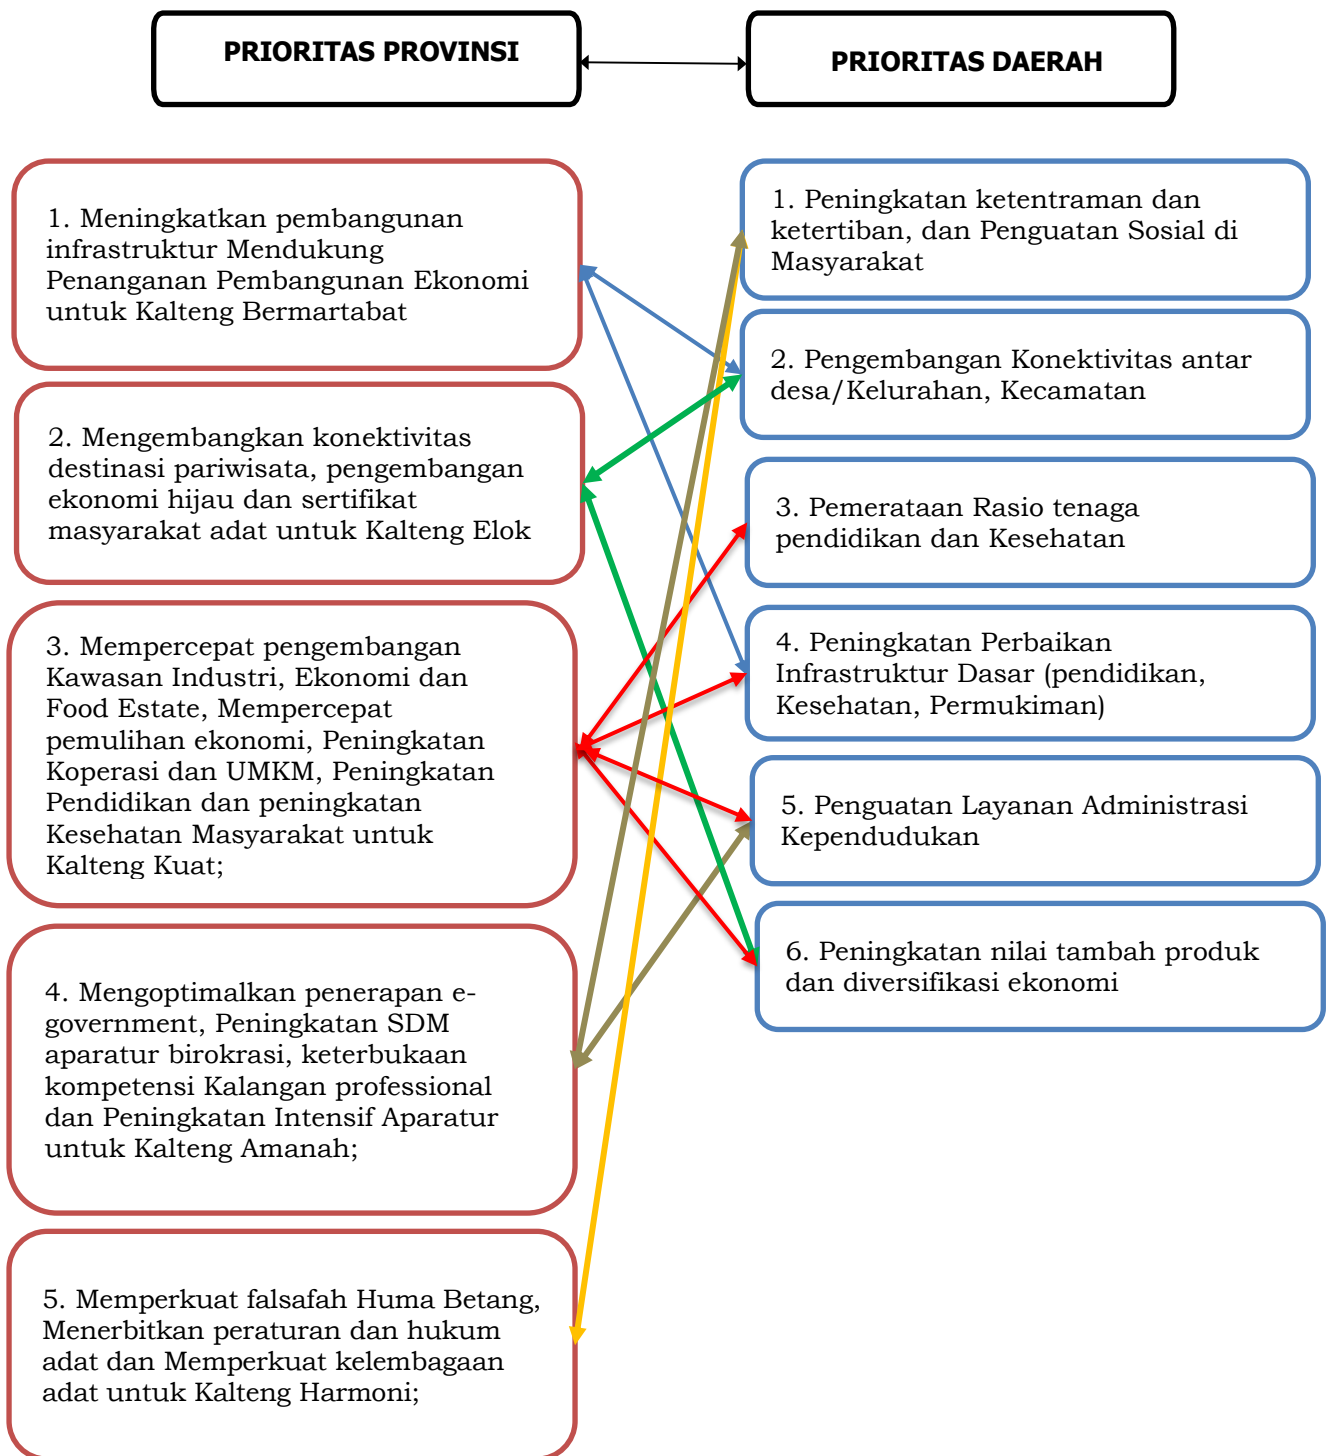 PRIORITAS PROVINSI
PRIORITAS DAERAH
1. Meningkatkan pembangunan
infrastruktur Mendukung
Penanganan Pembangunan Ekonomi
untuk Kalteng Bermartabat
2. Mengembangkan konektivitas
destinasi pariwisata, pengembangan
ekonomi hijau dan sertifikat
masyarakat adat untuk Kalteng Elok
3. Mempercepat pengembangan
Kawasan Industri, Ekonomi dan
Food Estate, Mempercepat
pemulihan ekonomi, Peningkatan
Koperasi dan UMKM, Peningkatan
Pendidikan dan peningkatan
Kesehatan Masyarakat untuk
Kalteng Kuat;
4. Mengoptimalkan penerapan e-
government, Peningkatan SDM
aparatur birokrasi, keterbukaan
kompetensi Kalangan professional
dan Peningkatan Intensif Aparatur
untuk Kalteng Amanah;
5. Memperkuat falsafah Huma Betang,
Menerbitkan peraturan dan hukum
adat dan Memperkuat kelembagaan
adat untuk Kalteng Harmoni;
1. Peningkatan ketentraman dan
ketertiban, dan Penguatan Sosial di
Masyarakat
2. Pengembangan Konektivitas antar
desa/Kelurahan, Kecamatan
3. Pemerataan Rasio tenaga
pendidikan dan Kesehatan
4. Peningkatan Perbaikan
Infrastruktur Dasar (pendidikan,
Kesehatan, Permukiman)
5. Penguatan Layanan Administrasi
Kependudukan
6. Peningkatan nilai tambah produk
dan diversifikasi ekonomi